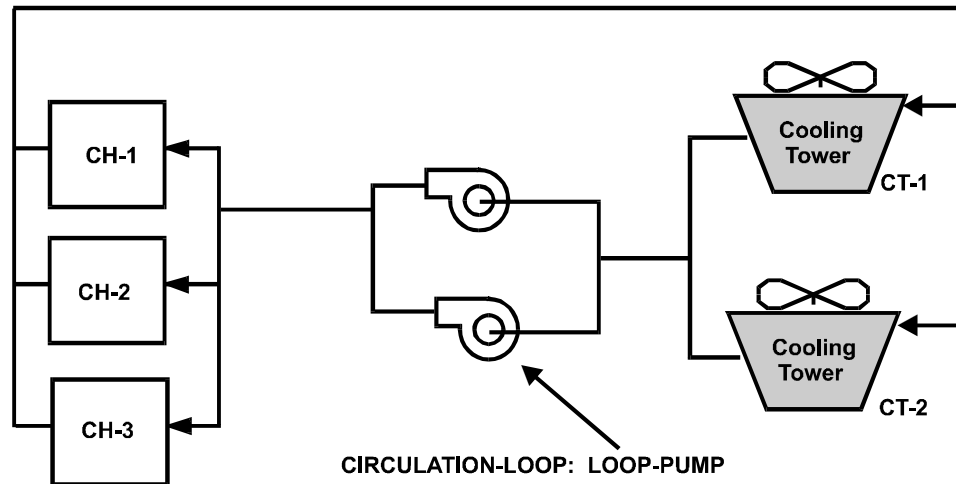 Cooling
Tower
CT-1
CH-1
CH-2
Cooling
Tower
CT-2
CH-3
CIRCULATION-LOOP: LOOP-PUMP